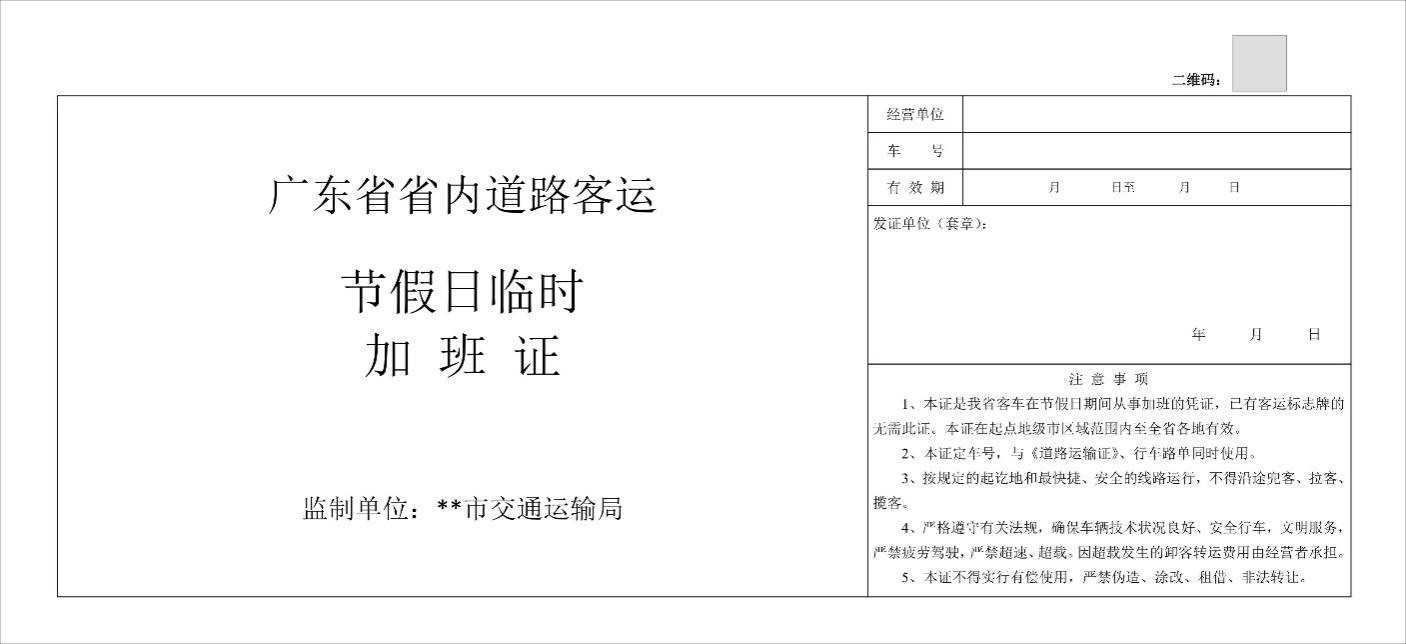 二维码：
广东省省内道路客运
节假日临时
加 班 证
监制单位：**市交通运输局
经营单位
车 号
有 效 期 月 日至 月 日
发证单位（套章）：
年 月 日
注 意 事 项
1、本证是我省客车在节假日期间从事加班的凭证，已有客运标志牌的
无需此证。本证在起点地级市区域范围内至全省各地有效。
2、本证定车号，与《道路运输证》、行车路单同时使用。
3、按规定的起讫地和最快捷、安全的线路运行，不得沿途兜客、拉客、
揽客。
4、严格遵守有关法规，确保车辆技术状况良好、安全行车，文明服务，
严禁疲劳驾驶，严禁超速、超载。因超载发生的卸客转运费用由经营者承担。
5、本证不得实行有偿使用，严禁伪造、涂改、租借、非法转让。